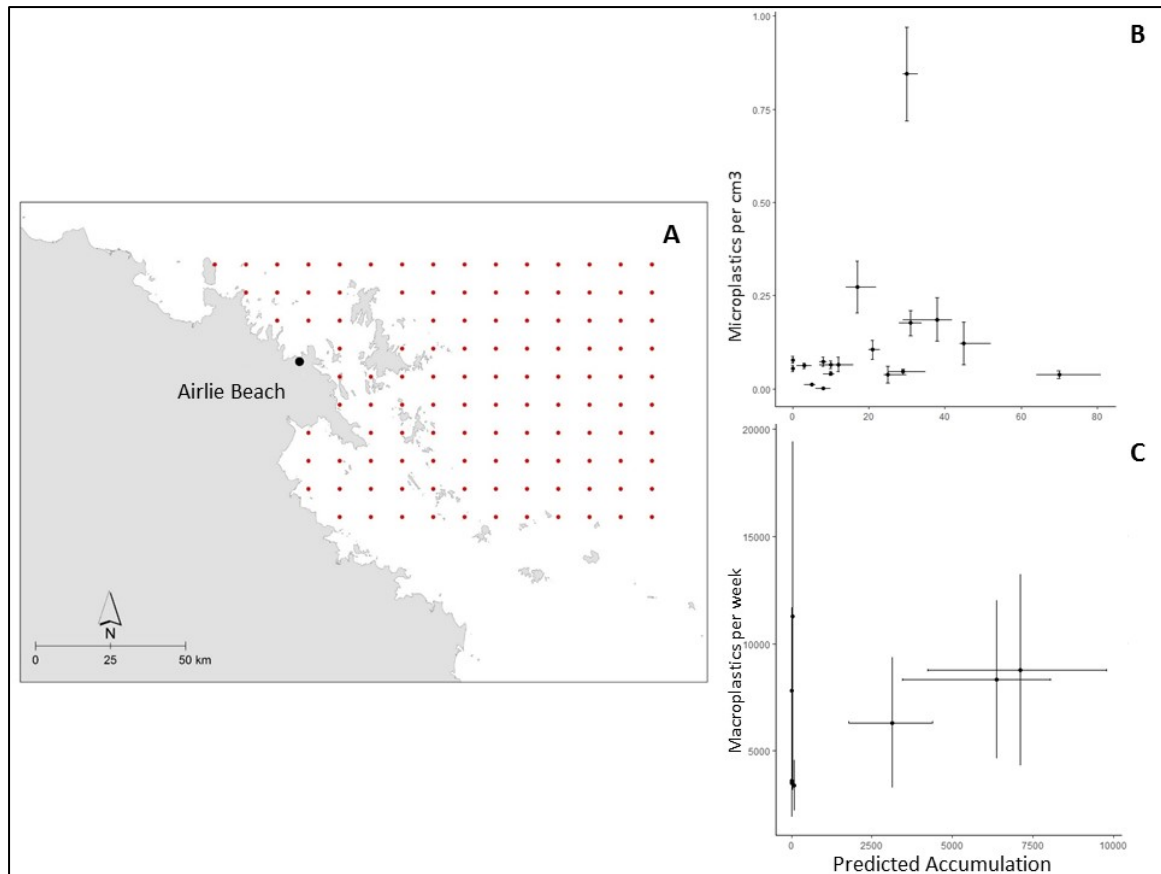 A
Airlie Beach
N
0 25 50 km
B
Microplastics per cm3
1.00
0.75
0.50
0.25
0.00
0 20 40 60 80
C
Macroplastics per week
20000
15000
10000
5000
0 2500 5000 7500 10000
Predicted Accumulation